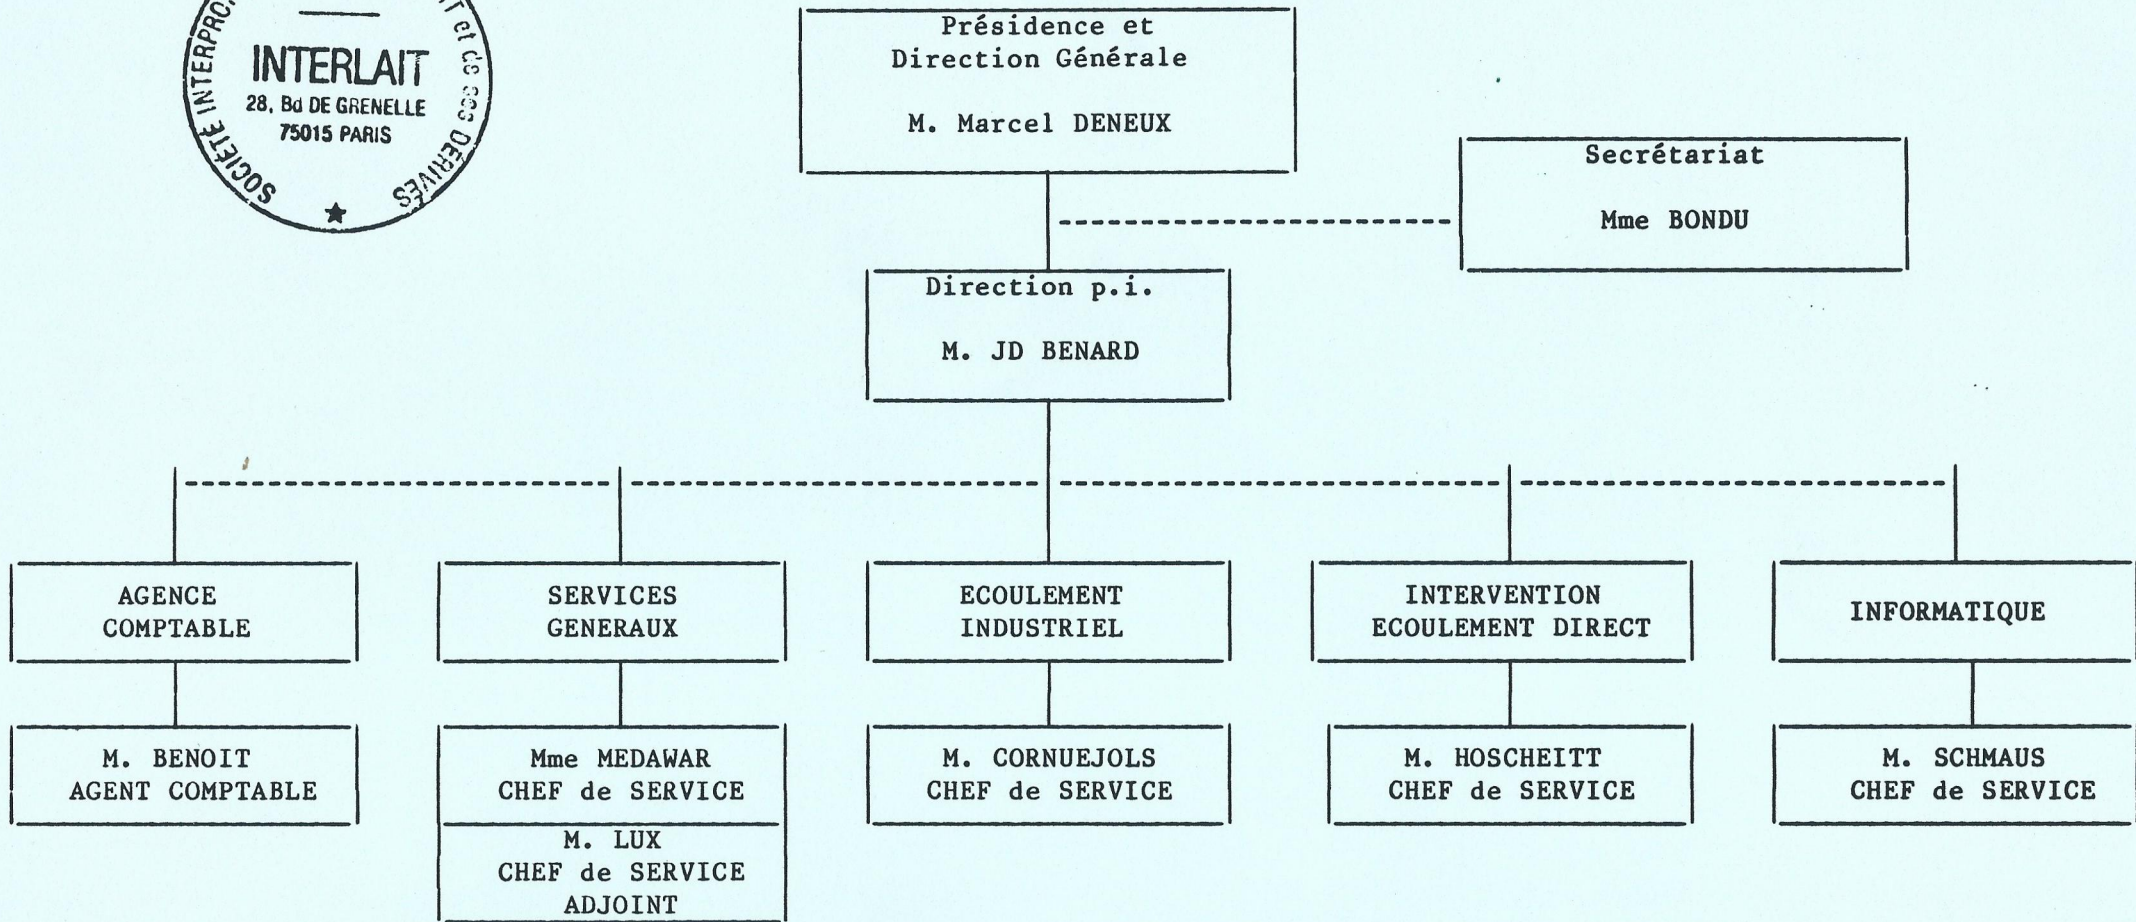 SOCIÉTÉ
et de ses DÉRIVÉS
INTERLAIT
28, Bd DE GRENELLE
75015 PARIS
Présidence et
Direction Générale
M. Marcel DENEUX
Secrétariat
Mme BONDU
Direction p.i.
M. JD BENARD
AGENCE
COMPTABLE
SERVICES
GENERAUX
ECOULEMENT
INDUSTRIEL
INTERVENTION
ECOULEMENT DIRECT
INFORMATIQUE
M. BENOIT
AGENT COMPTABLE
Mme MEDAWAR
CHEF de SERVICE
M. LUX
CHEF de SERVICE
ADJOINT
M. CORNUEJOLS
CHEF de SERVICE
M. HOSCHEITT
CHEF de SERVICE
M. SCHMAUS
CHEF de SERVICE